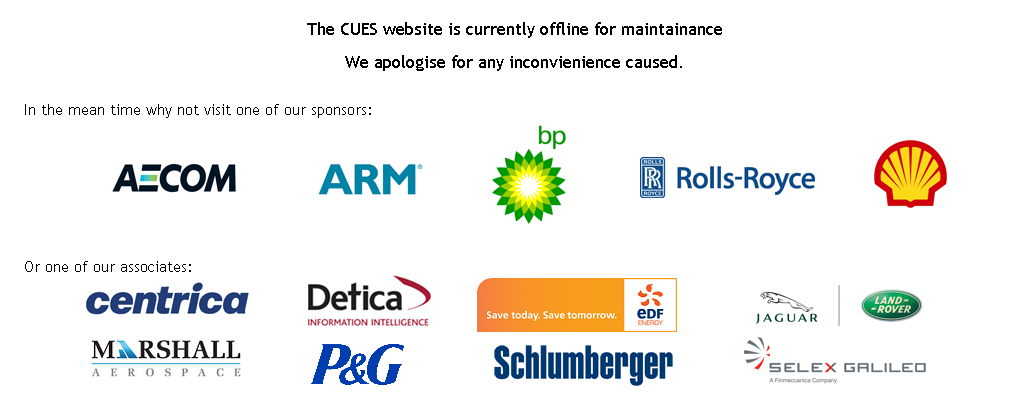 The CUES website is currently offline for maintainance
We apologise for any inconvienience caused.
In the mean time why not visit one of our sponsors:
bp
AECOM
ARM®
ROLLS
RR
ROYCE
Rolls-Royce
Or one of our associates:
centrica
Detica
INFORMATION INTELLIGENCE
Save today. Save tomorrow.
eDF
ENERGY
JAGUAR
LAND-
-ROVER
MARSHALL
AEROSPACE
P&G
Schlumberger
SELEX GALILEO
A Finmeccanica Company